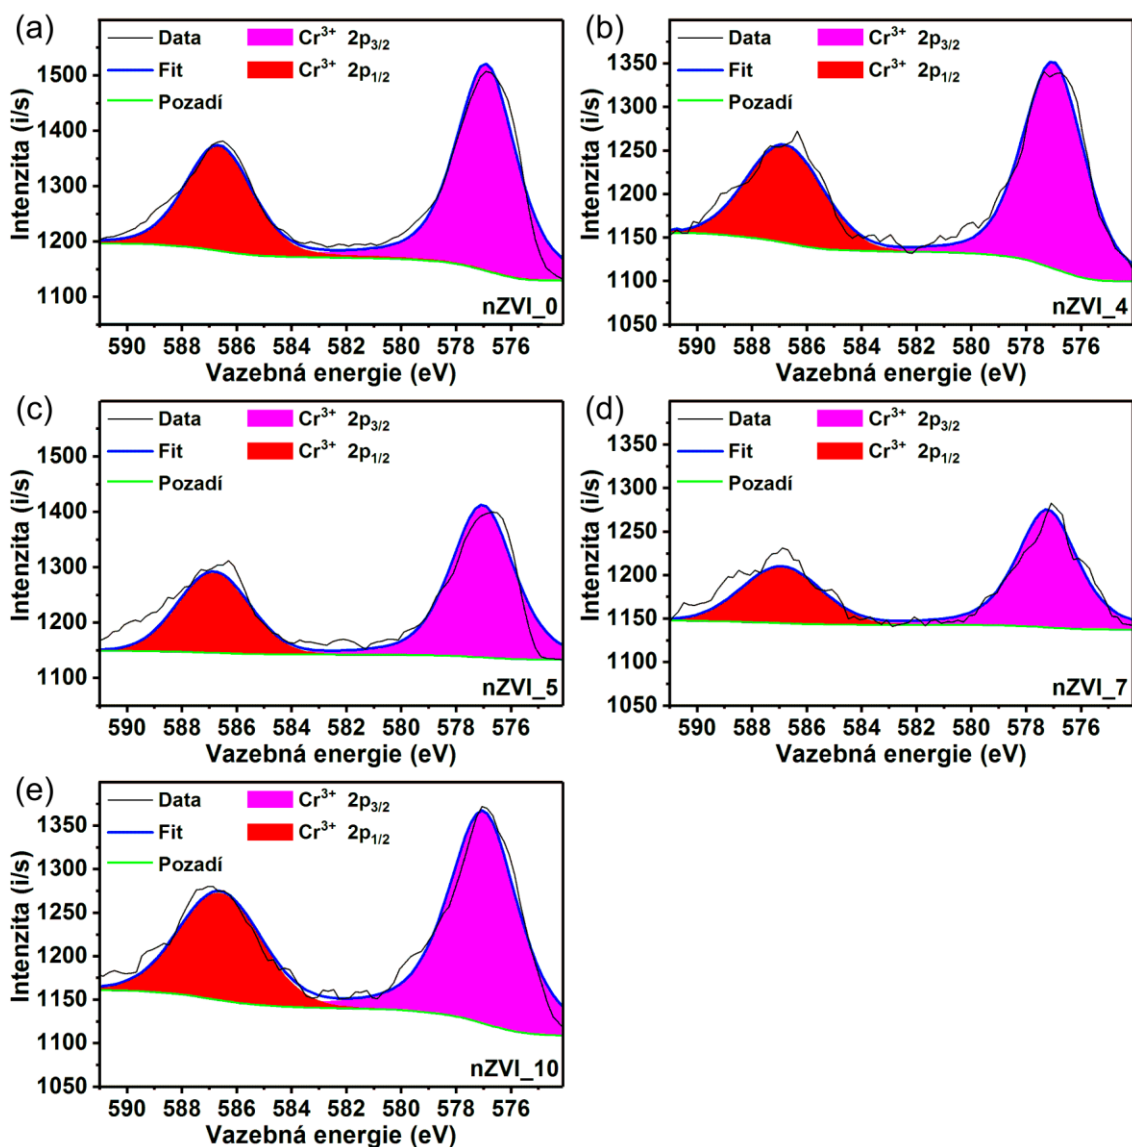 (a)
Data
Cr³⁺ 2p₃/₂
Fit
Cr³⁺ 2p₁/₂
Pozadí
1500
1400
1300
1200
1100
Intenzita (i/s)
nZVI_0
590 588 586 584 582 580 578 576
Vazebná energie (eV)
(b)
Data
Cr³⁺ 2p₃/₂
Fit
Cr³⁺ 2p₁/₂
Pozadí
1350
1300
1250
1200
1150
1100
1050
Intenzita (i/s)
nZVI_4
590 588 586 584 582 580 578 576
Vazebná energie (eV)
(c)
Data
Cr³⁺ 2p₃/₂
Fit
Cr³⁺ 2p₁/₂
Pozadí
1500
1400
1300
1200
1100
Intenzita (i/s)
nZVI_5
590 588 586 584 582 580 578 576
Vazebná energie (eV)
(d)
Data
Cr³⁺ 2p₃/₂
Fit
Cr³⁺ 2p₁/₂
Pozadí
1350
1300
1250
1200
1150
1100
1050
Intenzita (i/s)
nZVI_7
590 588 586 584 582 580 578 576
Vazebná energie (eV)
(e)
Data
Cr³⁺ 2p₃/₂
Fit
Cr³⁺ 2p₁/₂
Pozadí
1350
1300
1250
1200
1150
1100
1050
Intenzita (i/s)
nZVI_10
590 588 586 584 582 580 578 576
Vazebná energie (eV)